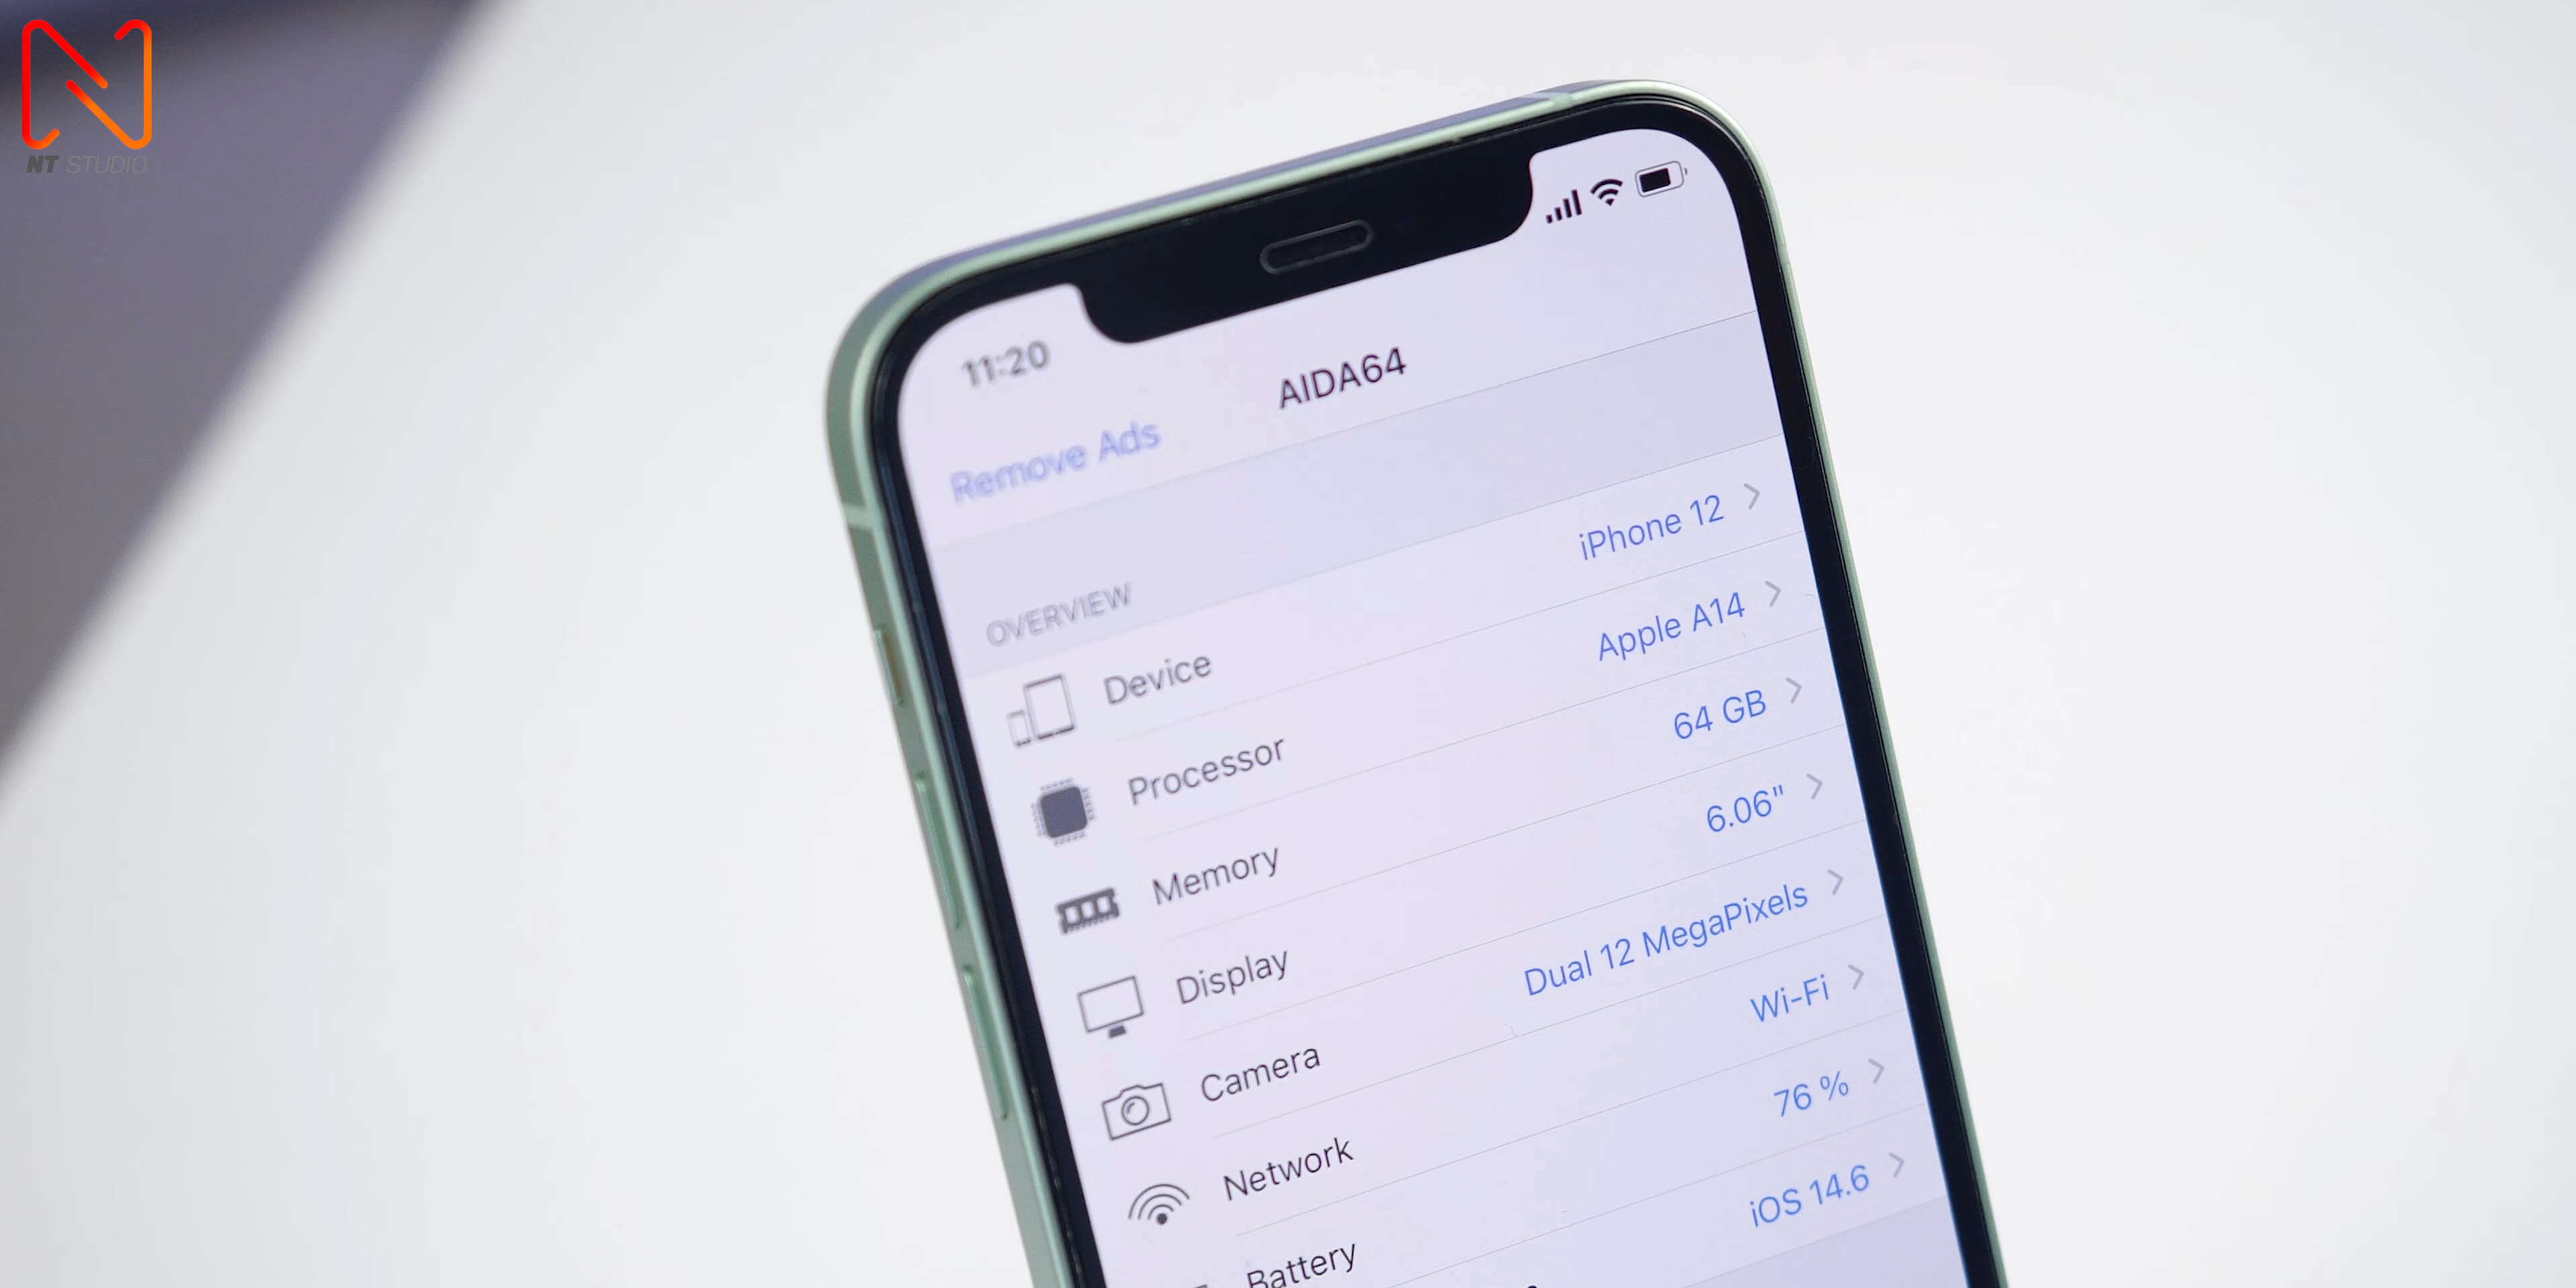 NT STUDIO
11:20
Remove Ads
AIDA64
OVERVIEW
Device iPhone 12
Processor Apple A14
Memory 64 GB
Display 6.06"
Camera Dual 12 MegaPixels
Network Wi-Fi
Battery 76 %
iOS 14.6